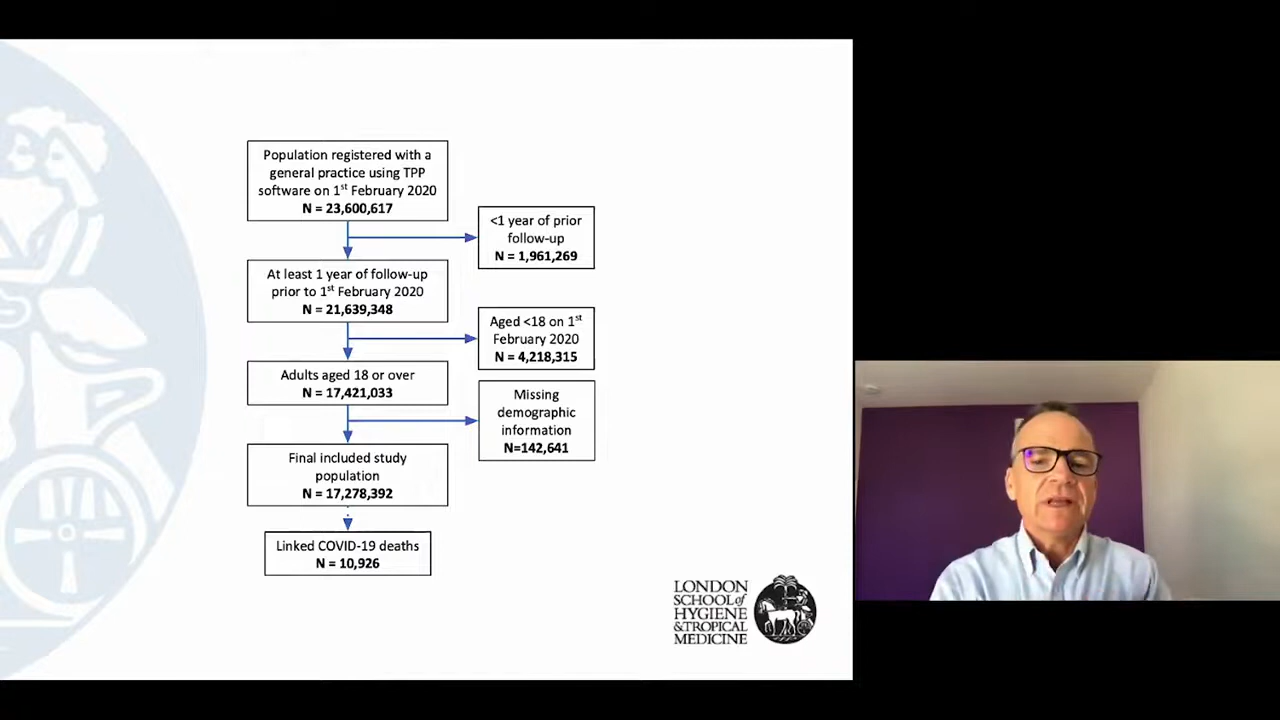 Population registered with a
general practice using TPP
software on 1st February 2020
N = 23,600,617
<1 year of prior
follow-up
N = 1,961,269
At least 1 year of follow-up
prior to 1st February 2020
N = 21,639,348
Aged <18 on 1st
February 2020
N = 4,218,315
Adults aged 18 or over
N = 17,421,033
Missing
demographic
information
N=142,641
Final included study
population
N = 17,278,392
Linked COVID-19 deaths
N = 10,926
LONDON
SCHOOL of
HYGIENE
& TROPICAL
MEDICINE